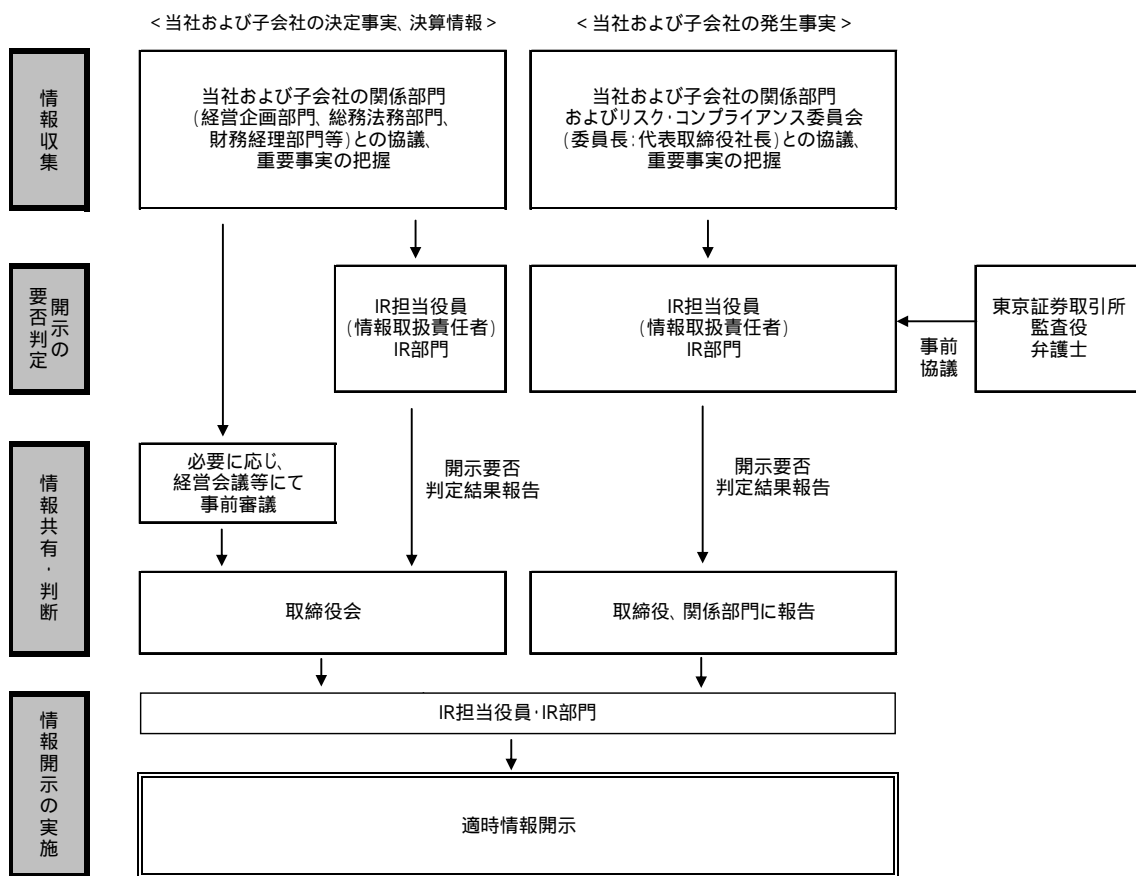 <当社および子会社の決定事実、決算情報>
<当社および子会社の発生事実>
情報収集
当社および子会社の関係部門
(経営企画部門、総務法務部門、
財務経理部門等)との協議、
重要事実の把握
当社および子会社の関係部門
およびリスク・コンプライアンス委員会
(委員長:代表取締役社長)との協議、
重要事実の把握
開示の
要否判定
IR担当役員
(情報取扱責任者)
IR部門
IR担当役員
(情報取扱責任者)
IR部門
事前
協議
東京証券取引所
監査役
弁護士
情報共有・判断
必要に応じ、
経営会議等にて
事前審議
開示要否
判定結果報告
開示要否
判定結果報告
取締役会
取締役、関係部門に報告
情報開示の実施
IR担当役員・IR部門
適時情報開示